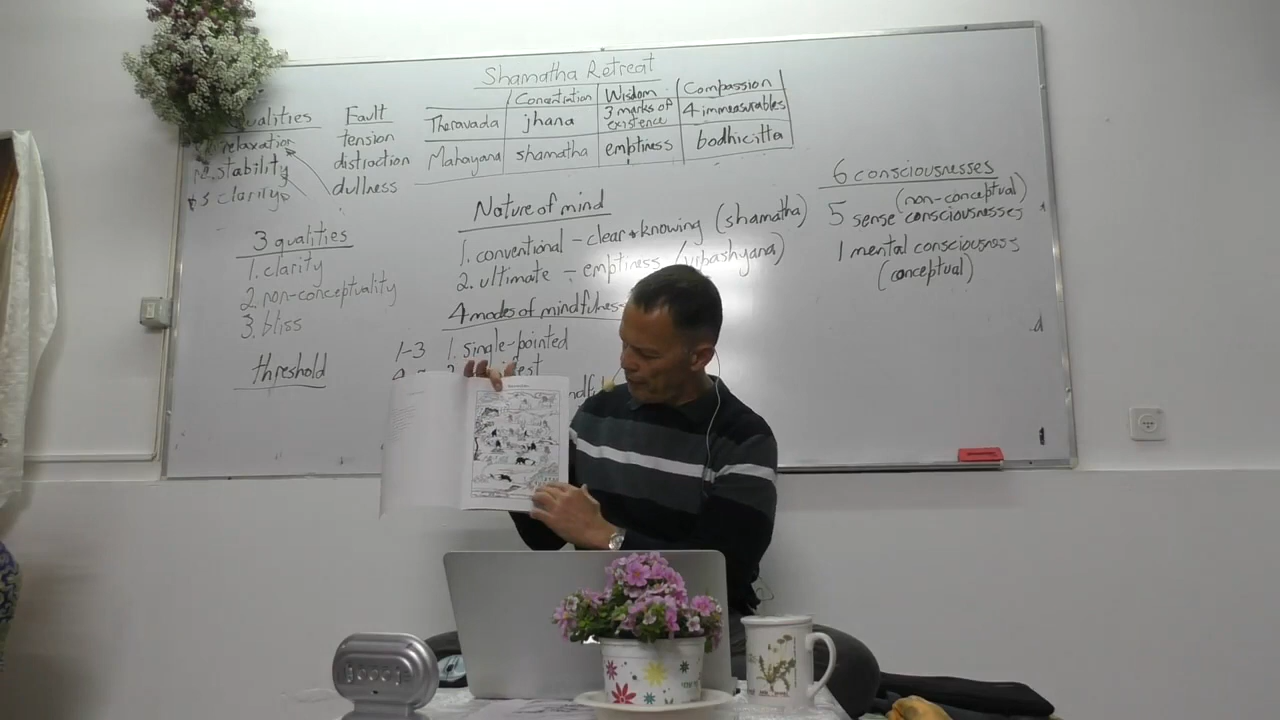 Shamatha Retreat
Concentration Wisdom Compassion
Theravada jhana 3 marks of existence 4 immeasurables
Mahayana shamatha emptiness bodhicitta
Fault
relaxation tension
stability distraction
3 clarity dullness
3 qualities
1. clarity
2. non-conceptuality
3. bliss
threshold
Nature of mind
1. conventional - clear & knowing (shamatha)
2. ultimate - emptiness
4 modes of mindfulness
1-3 1. single-pointed
6 consciousnesses
(non-conceptual)
5 sense consciousnesses
1 mental consciousness
(conceptual)